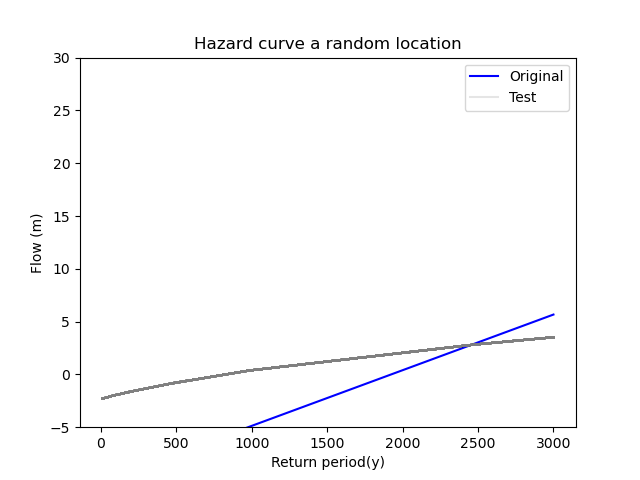 Hazard curve a random location
Original
Test
30
25
20
15
10
5
0
−5
Flow (m)
0 500 1000 1500 2000 2500 3000
Return period(y)